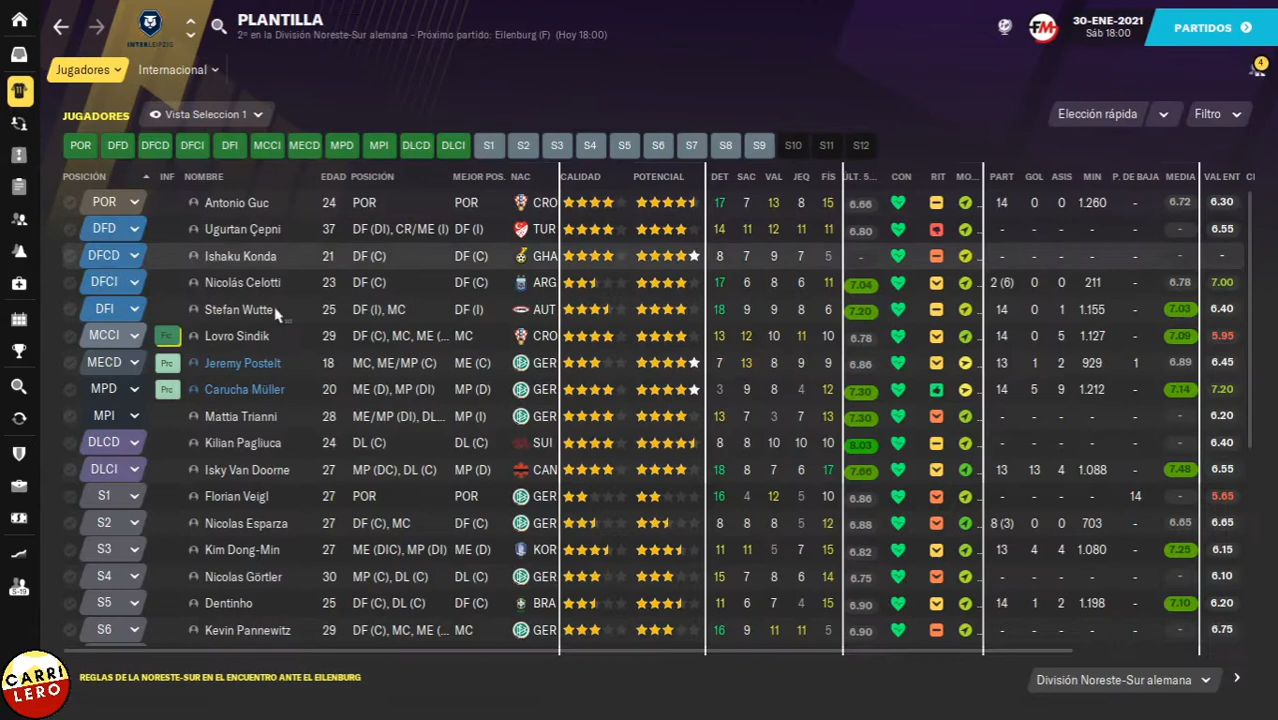 PLANTILLA
2º en la División Noreste-Sur alemana - Próximo partido: Eilenburg (F) (Hoy 18:00)
INTERLEIPZIG
FM
30-ENE-2021
Sáb 18:00
PARTIDOS
Jugadores
Internacional
4
JUGADORES
Vista Seleccion 1
Elección rápida
Filtro
POR DFD DFCD DFCI DFI MCCI MECD MPD MPI DLCD DLCI S1 S2 S3 S4 S5 S6 S7 S8 S9 S10 S11 S12
POSICIÓN INF NOMBRE EDAD POSICIÓN MEJOR POS. NAC CALIDAD POTENCIAL DET SAC VAL JEQ FÍS ÚLT. 5... CON RIT MO... PART GOL ASIS MIN P. DE BAJA MEDIA VAL ENT
POR Antonio Guc 24 POR POR CRO 17 7 13 8 15 6.66 14 0 0 1.260 - 6.72 6.30
DFD Ugurtan Çepni 37 DF (DI), CR/ME (I) DF (I) TUR 14 11 12 11 11 6.80 - - - - - - 6.55
DFCD Ishaku Konda 21 DF (C) DF (C) GHA 8 7 9 7 5 - - - - - - - -
DFCI Nicolás Celotti 23 DF (C) DF (C) ARG 17 6 8 6 8 7.04 2 (6) 0 0 211 - 6.78 7.00
DFI Stefan Wutte 25 DF (I), MC DF (I) AUT 18 9 9 8 6 7.20 14 0 1 1.155 - 7.03 6.40
MCCI Fic Lovro Sindik 29 DF (C), MC, ME (... MC CRO 13 12 10 11 10 6.78 14 0 5 1.127 - 7.09 5.95
MECD Prc Jeremy Postelt 18 MC, ME/MP (C) ME (C) GER 7 13 8 9 9 6.86 13 1 2 929 1 6.89 6.45
MPD Prc Carucha Müller 20 ME (D), MP (DI) MP (D) GER 3 9 8 4 12 7.30 14 5 9 1.212 - 7.14 7.20
MPI Mattia Trianni 28 ME/MP (DI), DL... MP (I) GER 13 7 3 7 13 7.30 - - - - - - 6.20
DLCD Kilian Pagliuca 24 DL (C) DL (C) SUI 8 8 10 10 10 8.03 - - - - - - 6.40
DLCI Isky Van Doorne 27 MP (DC), DL (C) MP (D) CAN 18 8 7 6 17 7.66 13 13 4 1.088 - 7.48 6.55
S1 Florian Veigl 27 POR POR GER 16 4 12 5 10 6.86 - - - - 14 - 5.65
S2 Nicolas Esparza 27 DF (C), MC DF (C) GER 8 8 8 5 12 6.88 8 (3) 0 0 703 - 6.65 6.65
S3 Kim Dong-Min 27 ME (DIC), MP (DI) ME (D) KOR 11 11 5 7 15 6.82 13 4 4 1.080 - 7.25 6.15
S4 Nicolas Görtler 30 MP (C), DL (C) DL (C) GER 15 7 8 6 14 6.75 - - - - - - 6.10
S5 Dentinho 25 DF (C), DL (C) DF (C) BRA 11 6 7 4 15 6.90 14 1 2 1.198 - 7.10 6.20
S6 Kevin Pannewitz 29 DF (C), MC, ME (... MC GER 16 9 11 11 5 6.90 - - - - - - 6.75
S-19
CARRI
LERO
REGLAS DE LA NORESTE-SUR EN EL ENCUENTRO ANTE EL EILENBURG
División Noreste-Sur alemana